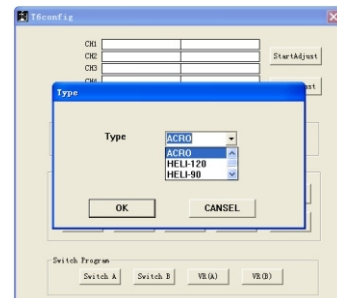 T6config
CH1
CH2
CH3
CH4
StartAdjust
Type
Type
ACRO
ACRO
HELI-120
HELI-90
OK
CANSEL
Switch Program
Switch A
Switch B
VR(A)
VR(B)